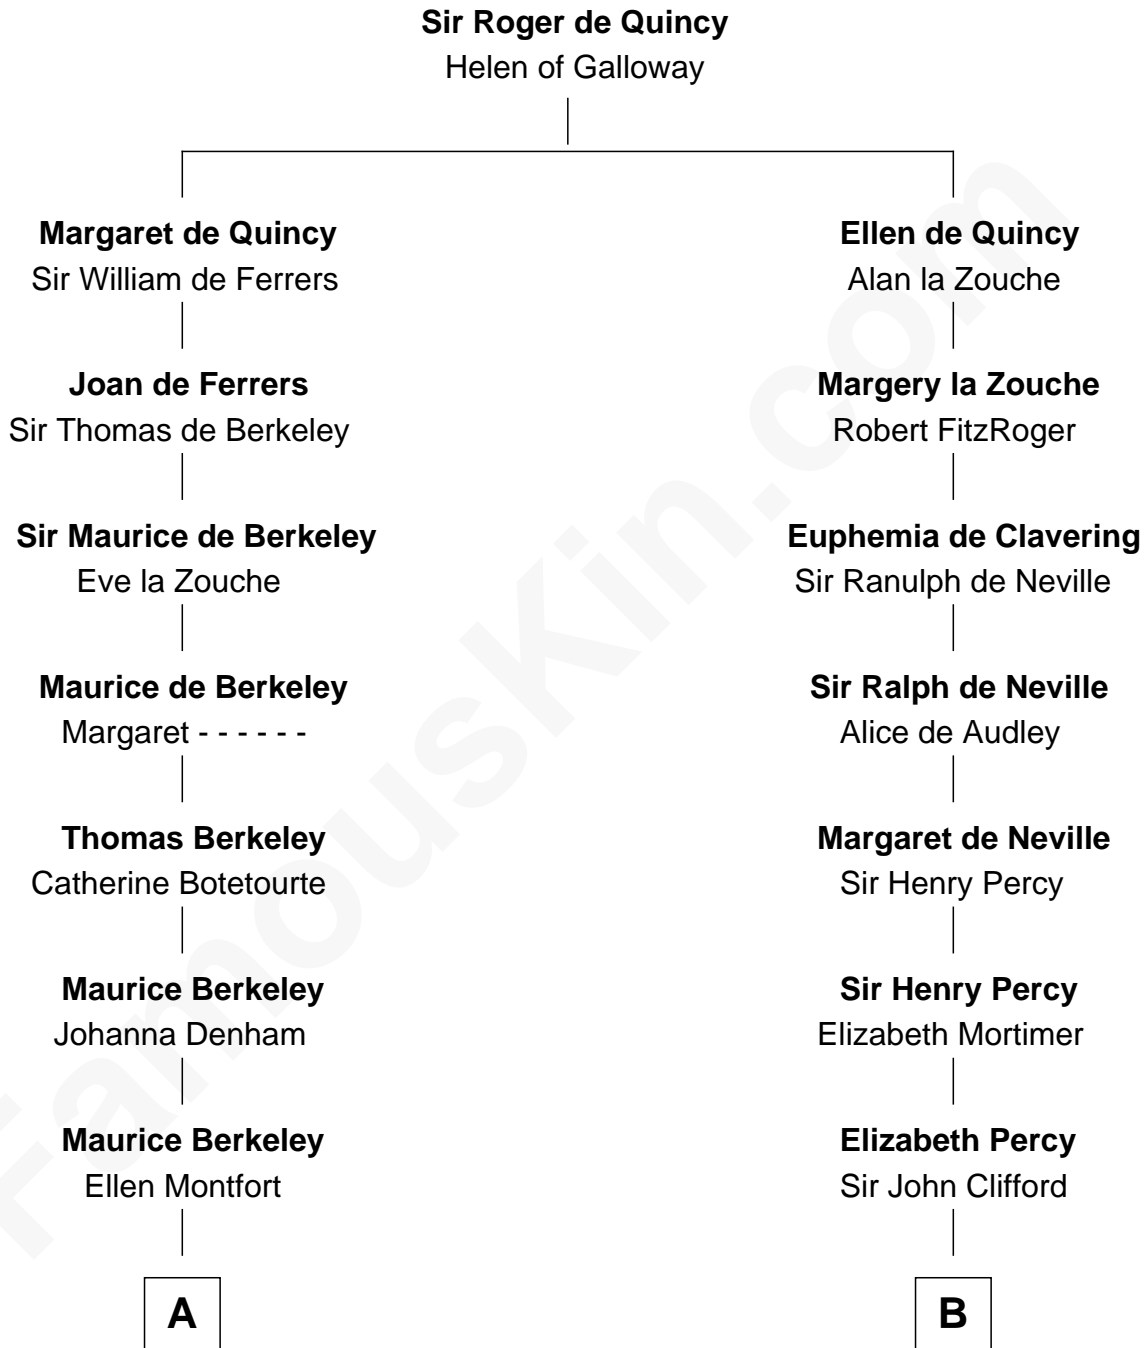 Sir Roger de Quincy
Helen of Galloway
Margaret de Quincy
Sir William de Ferrers
Ellen de Quincy
Alan la Zouche
Joan de Ferrers
Sir Thomas de Berkeley
Margery la Zouche
Robert FitzRoger
Sir Maurice de Berkeley
Eve la Zouche
Euphemia de Clavering
Sir Ranulph de Neville
Maurice de Berkeley
Margaret - - - - - -
Sir Ralph de Neville
Alice de Audley
Thomas Berkeley
Catherine Botetourte
Margaret de Neville
Sir Henry Percy
Maurice Berkeley
Johanna Denham
Sir Henry Percy
Elizabeth Mortimer
Maurice Berkeley
Ellen Montfort
Elizabeth Percy
Sir John Clifford
A
B
FamousKin.com